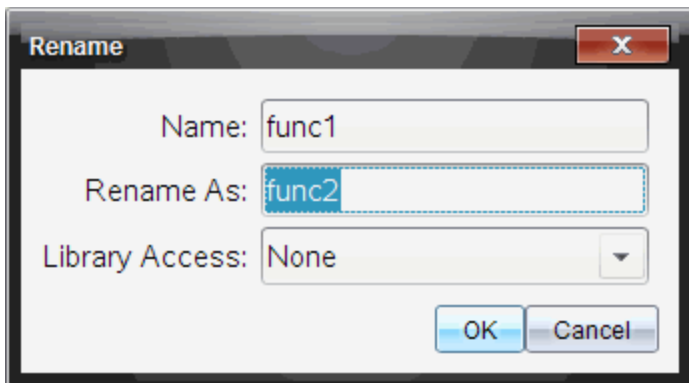 Rename
Name: func1
Rename As: func2
Library Access: None
OK Cancel